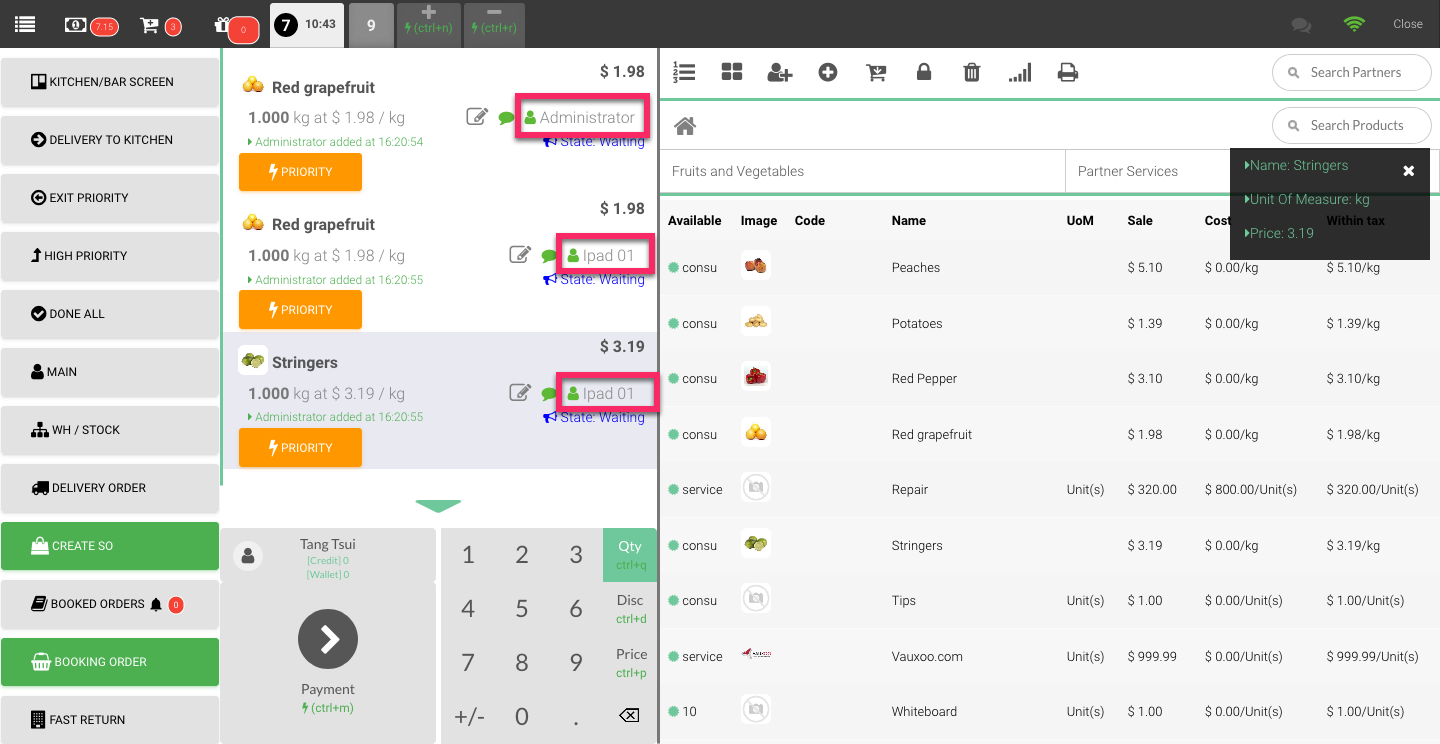 7.15
3
0
7 10:43
9
(ctrl+n)
(ctrl+r)
Close
KITCHEN/BAR SCREEN
DELIVERY TO KITCHEN
EXIT PRIORITY
HIGH PRIORITY
DONE ALL
MAIN
WH / STOCK
DELIVERY ORDER
CREATE SO
BOOKED ORDERS 0
BOOKING ORDER
FAST RETURN
$ 1.98
Red grapefruit
1.000 kg at $ 1.98 / kg
Administrator
Administrator added at 16:20:54
State: Waiting
PRIORITY
$ 1.98
Red grapefruit
1.000 kg at $ 1.98 / kg
Ipad 01
Administrator added at 16:20:55
State: Waiting
PRIORITY
$ 3.19
Stringers
1.000 kg at $ 3.19 / kg
Ipad 01
Administrator added at 16:20:55
State: Waiting
PRIORITY
Tang Tsui
[Credit] 0
[Wallet] 0
Payment
(ctrl+m)
1 2 3 Qty
ctrl+q
4 5 6 Disc
ctrl+d
7 8 9 Price
ctrl+p
+/- 0 .
Search Partners
Search Products
Fruits and Vegetables Partner Services
Name: Stringers
Unit Of Measure: kg
Price: 3.19
Available Image Code Name UoM Sale Cost Within tax
consu Peaches $ 5.10 $ 0.00/kg $ 5.10/kg
consu Potatoes $ 1.39 $ 0.00/kg $ 1.39/kg
consu Red Pepper $ 3.10 $ 0.00/kg $ 3.10/kg
consu Red grapefruit $ 1.98 $ 0.00/kg $ 1.98/kg
service Repair Unit(s) $ 320.00 $ 800.00/Unit(s) $ 320.00/Unit(s)
consu Stringers $ 3.19 $ 0.00/kg $ 3.19/kg
consu Tips Unit(s) $ 1.00 $ 0.00/Unit(s) $ 1.00/Unit(s)
service VAUXOO Vauxoo.com Unit(s) $ 999.99 $ 0.00/Unit(s) $ 999.99/Unit(s)
10 Whiteboard Unit(s) $ 1.00 $ 0.00/Unit(s) $ 1.00/Unit(s)